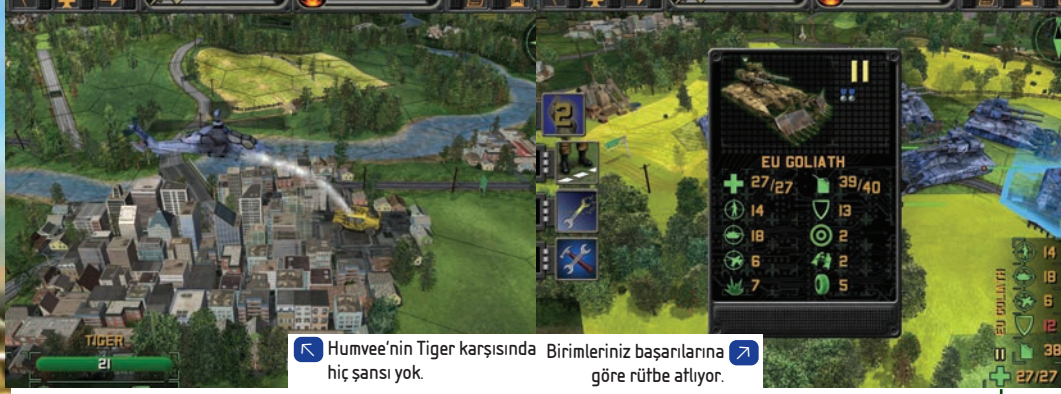 TIGER
21
Humvee'nin Tiger karşısında
hiç şansı yok.
Birimleriniz başarılarına
göre rütbe atlıyor.
2
EU GOLIATH
27/27 39/40
14 13
18 2
6 2
7 5
EU GOLIATH
14
18
6
12
38
27/27